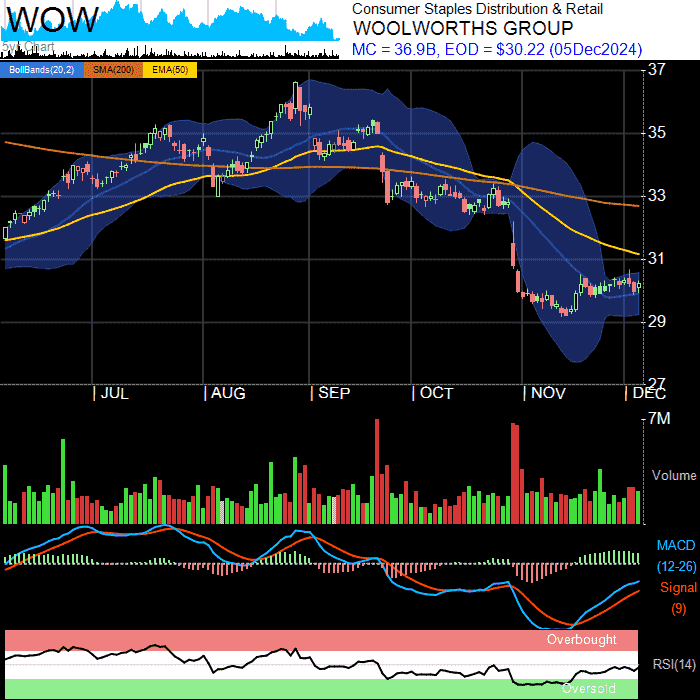 WOW
Consumer Staples Distribution & Retail
WOOLWORTHS GROUP
MC = 36.9B, EOD = $30.22 (05Dec2024)
BollBands(20,2) SMA(200) EMA(50)
37
35
33
31
29
27
JUL AUG SEP OCT NOV DEC
7M
Volume
MACD
(12-26)
Signal
(9)
Overbought
RSI(14)
Oversold